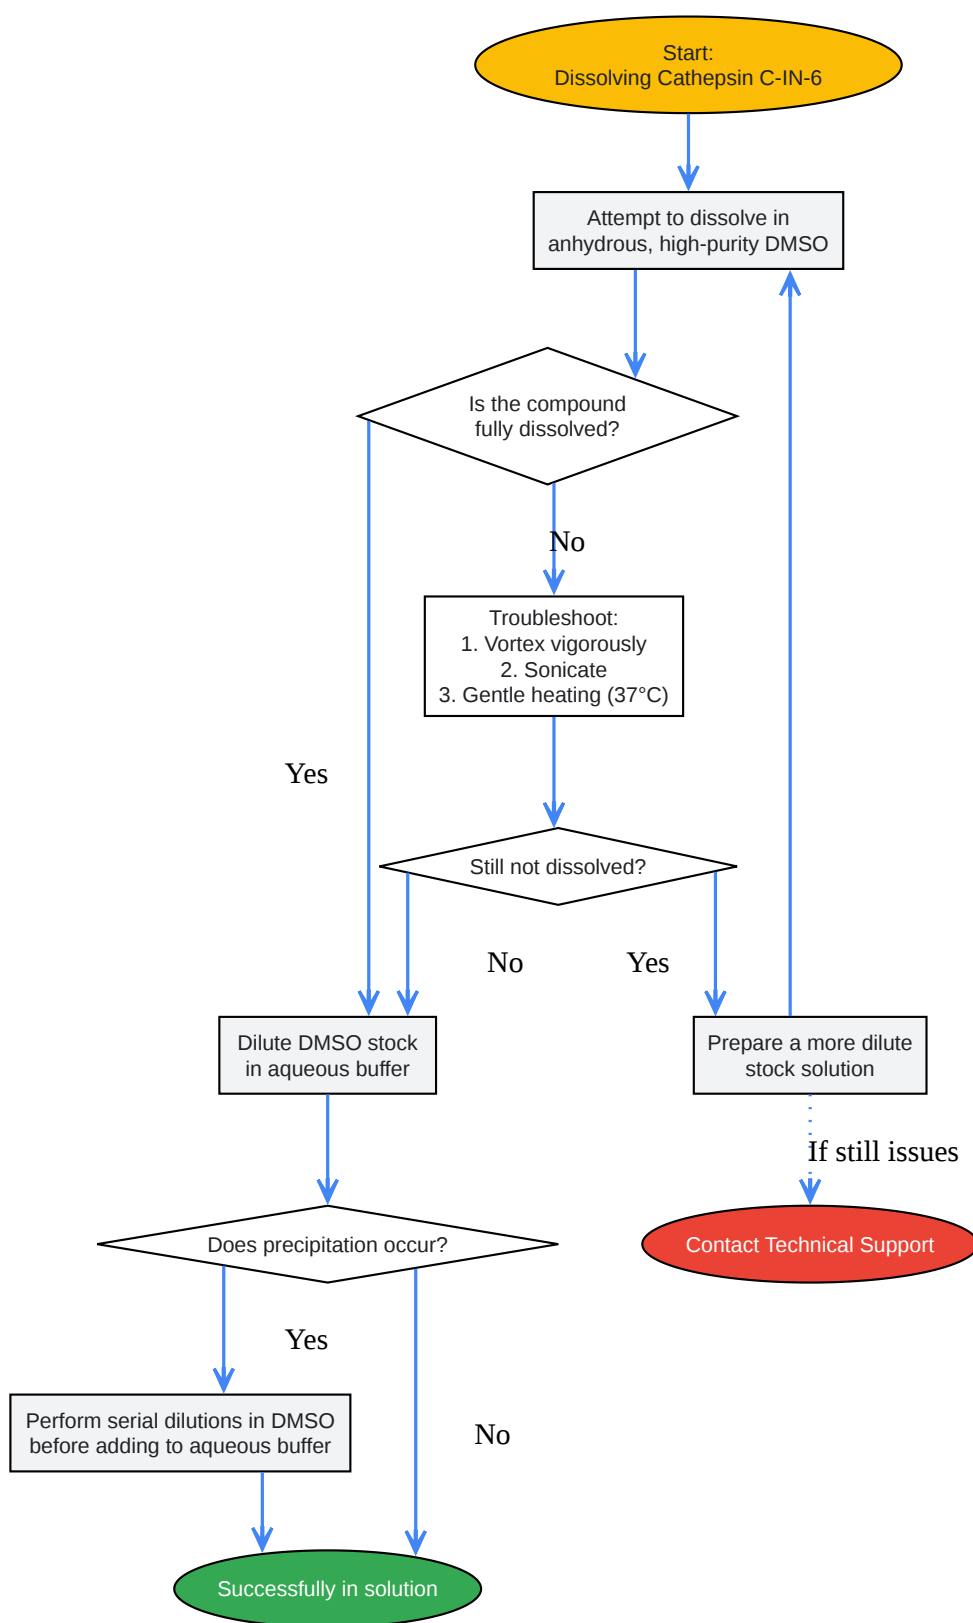 Start:
Dissolving Cathepsin C-IN-6
Attempt to dissolve in
anhydrous, high-purity DMSO
Is the compound
fully dissolved?
No
Troubleshoot:
1. Vortex vigorously
2. Sonicate
3. Gentle heating (37°C)
Yes
Still not dissolved?
No
Yes
Dilute DMSO stock
in aqueous buffer
Prepare a more dilute
stock solution
If still issues
Does precipitation occur?
Contact Technical Support
Yes
Perform serial dilutions in DMSO
before adding to aqueous buffer
No
Successfully in solution